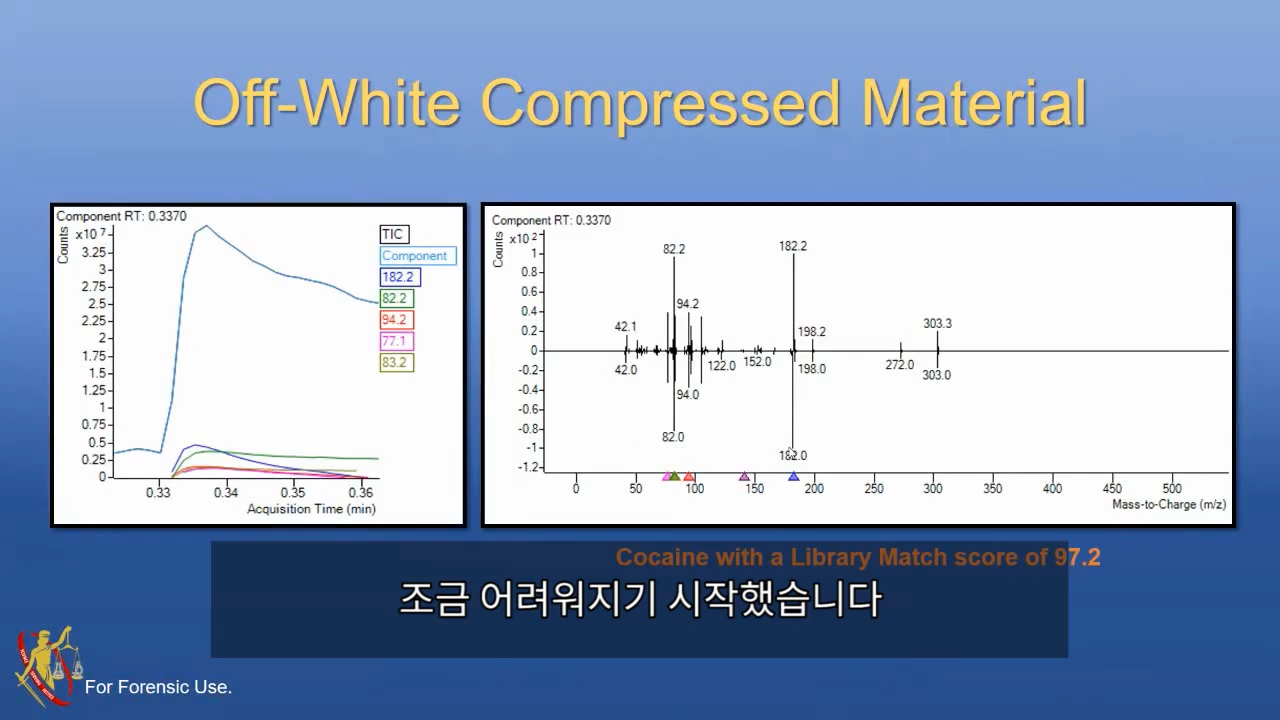 Off-White Compressed Material
Component RT: 0.3370
Counts
x10 7
3.25
3
2.75
2.5
2.25
2
1.75
1.5
1.25
1
0.75
0.5
0.25
0
0.33 0.34 0.35 0.36
Acquisition Time (min)
TIC
Component
182.2
82.2
94.2
77.1
83.2
Component RT: 0.3370
Counts
x10 2
1
0.8
0.6
0.4
0.2
0
-0.2
-0.4
-0.6
-0.8
-1
-1.2
82.2
182.2
94.2
42.1
198.2
303.3
42.0
122.0
152.0
198.0
272.0
303.0
94.0
82.0
182.0
0 50 100 150 200 250 300 350 400 450 500
Mass-to-Charge (m/z)
Cocaine with a Library Match score of 97.2
조금 어려워지기 시작했습니다
For Forensic Use.